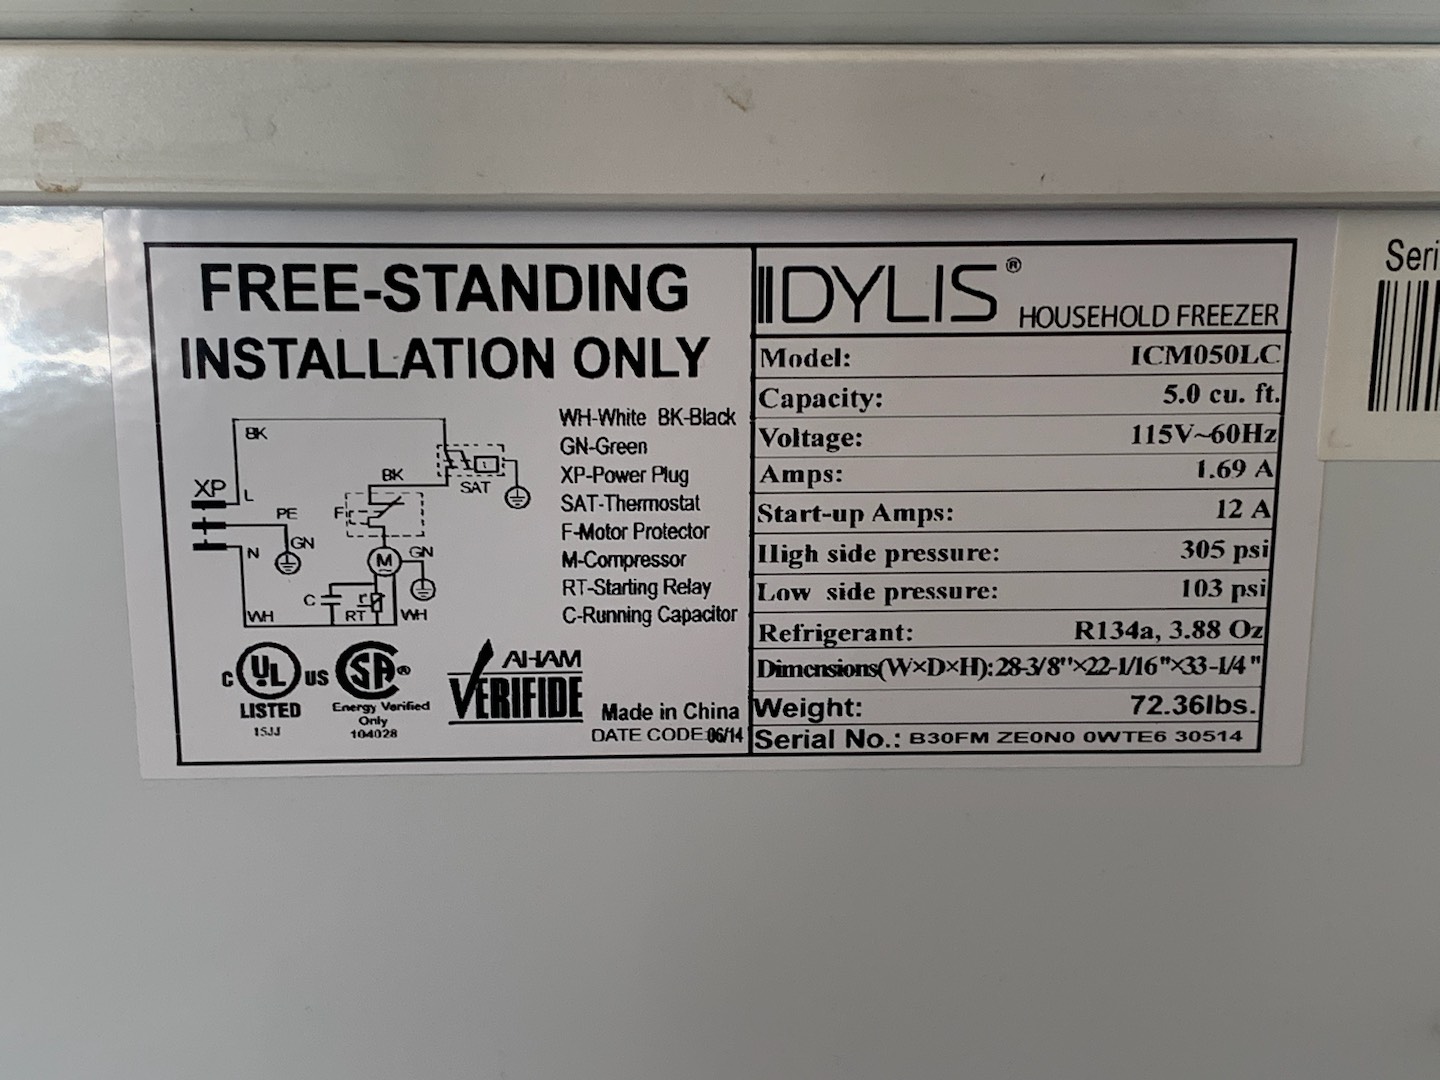 FREE-STANDING
INSTALLATION ONLY
WH-White BK-Black
GN-Green
XP-Power Plug
SAT-Thermostat
F-Motor Protector
M-Compressor
RT-Starting Relay
C-Running Capacitor
BK
XP
L
BK
SAT
PE
F
GN
N
M
GN
C
WH
RT
WH
C UL US
LISTED
15JJ
SA®
Energy Verified
Only
104028
AHAM
VERIFIDE
Made in China
DATE CODE:06/14
IDYLIS® HOUSEHOLD FREEZER
Model: ICM050LC
Capacity: 5.0 cu. ft.
Voltage: 115V~60Hz
Amps: 1.69 A
Start-up Amps: 12 A
High side pressure: 305 psi
Low side pressure: 103 psi
Refrigerant: R134a, 3.88 Oz
Dimensions(W×D×H):28-3/8"×22-1/16"×33-1/4"
Weight: 72.36lbs.
Serial No.: B30FM ZE0N0 0WTE6 30514
Seri